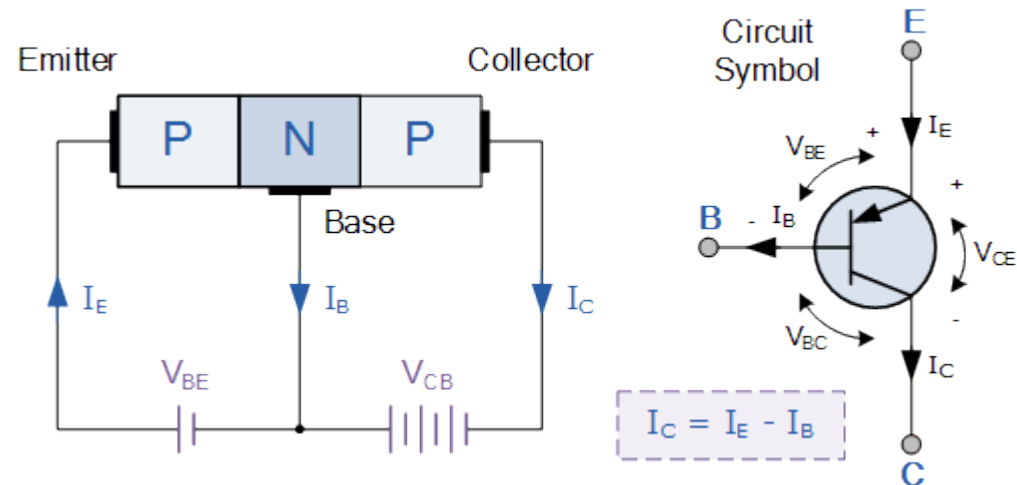 Emitter
Collector
P
N
P
Base
I_E
I_B
I_C
V_BE
V_CB
Circuit
Symbol
E
I_E
V_BE
+
+
B
-
I_B
V_CE
V_BC
-
I_C
I_C = I_E - I_B
C